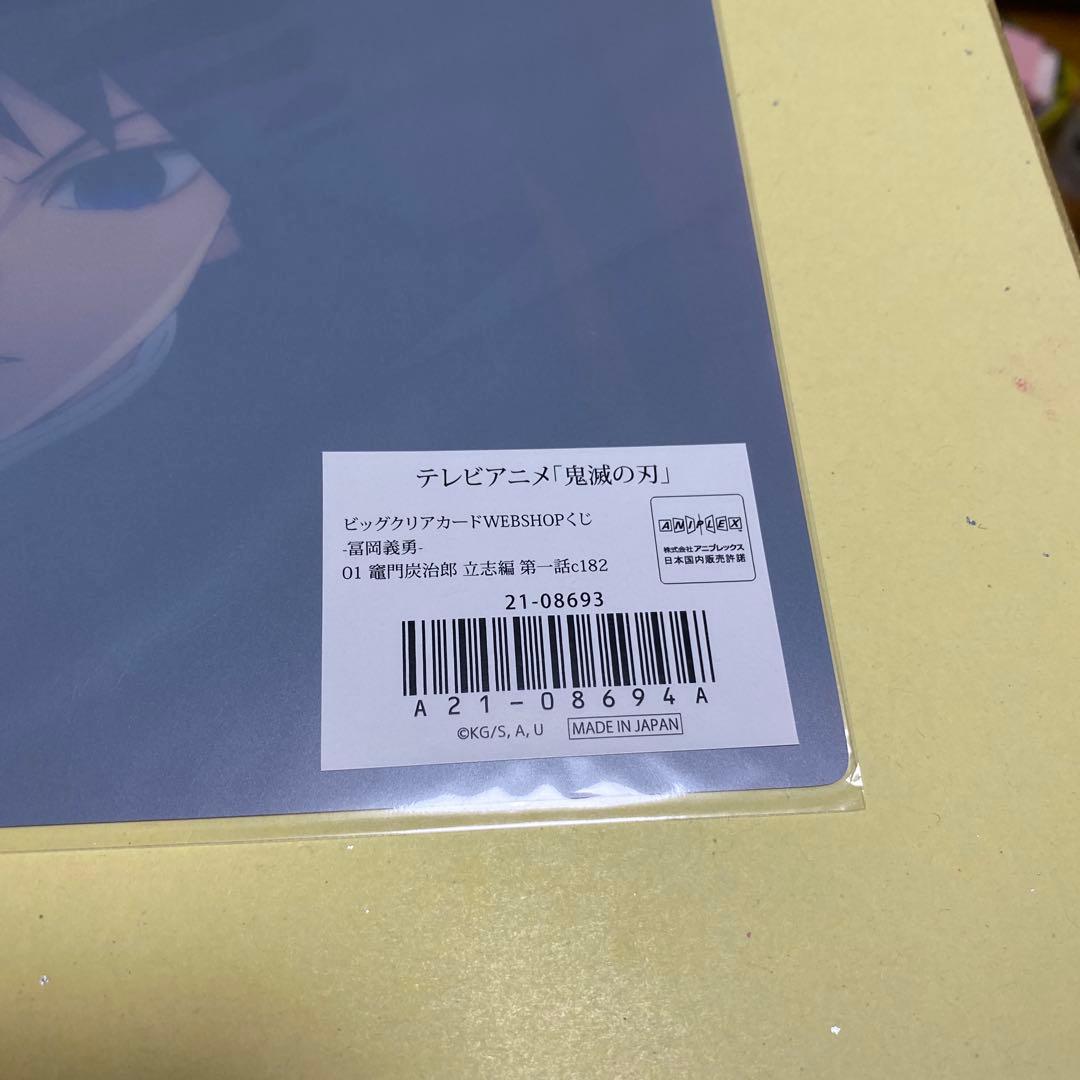 テレビアニメ「鬼滅の刃」
ビッグクリアカードWEBSHOPくじ
-冨岡義勇-
01 竈門炭治郎 立志編 第一話c182
ANIPLEX
株式会社アニプレックス
日本国内販売許諾
21-08693
A21-08694A
©KG/S, A, U
MADE IN JAPAN